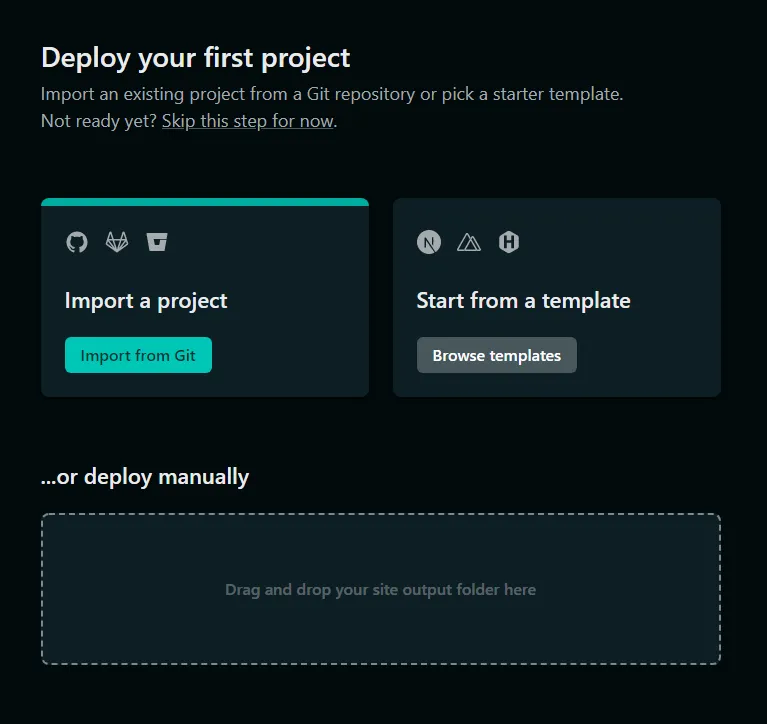 Deploy your first project
Import an existing project from a Git repository or pick a starter template.
Not ready yet? Skip this step for now.
Import a project
Start from a template
Import from Git
Browse templates
...or deploy manually
Drag and drop your site output folder here